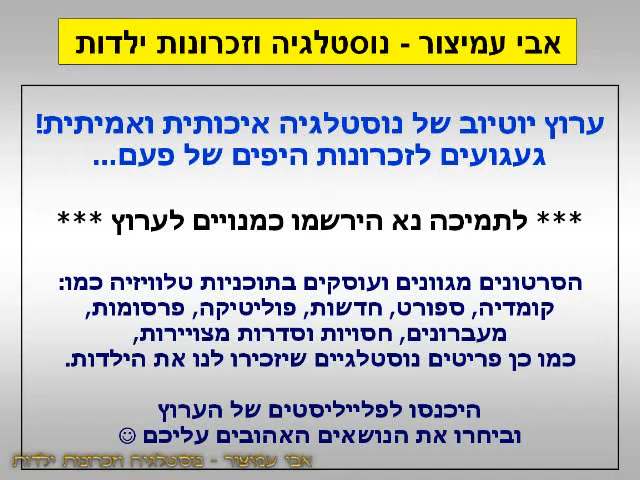 אבי עמיצור - נוסטלגיה וזכרונות ילדות
ערוץ יוטיוב של נוסטלגיה איכותית ואמיתית!
געגועים לזכרונות היפים של פעם...
*** לתמיכה נא הירשמו כמנויים לערוץ ***
הסרטונים מגוונים ועוסקים בתוכניות טלוויזיה כמו:
קומדיה, ספורט, חדשות, פוליטיקה, פרסומות,
מעברונים, חסויות וסדרות מצויירות,
כמו כן פריטים נוסטלגיים שיזכירו לנו את הילדות.
היכנסו לפלייליסטים של הערוץ
וביחרו את הנושאים האהובים עליכם ☺
אבי עמיצור - נוסטלגיה וזכרונות ילדות